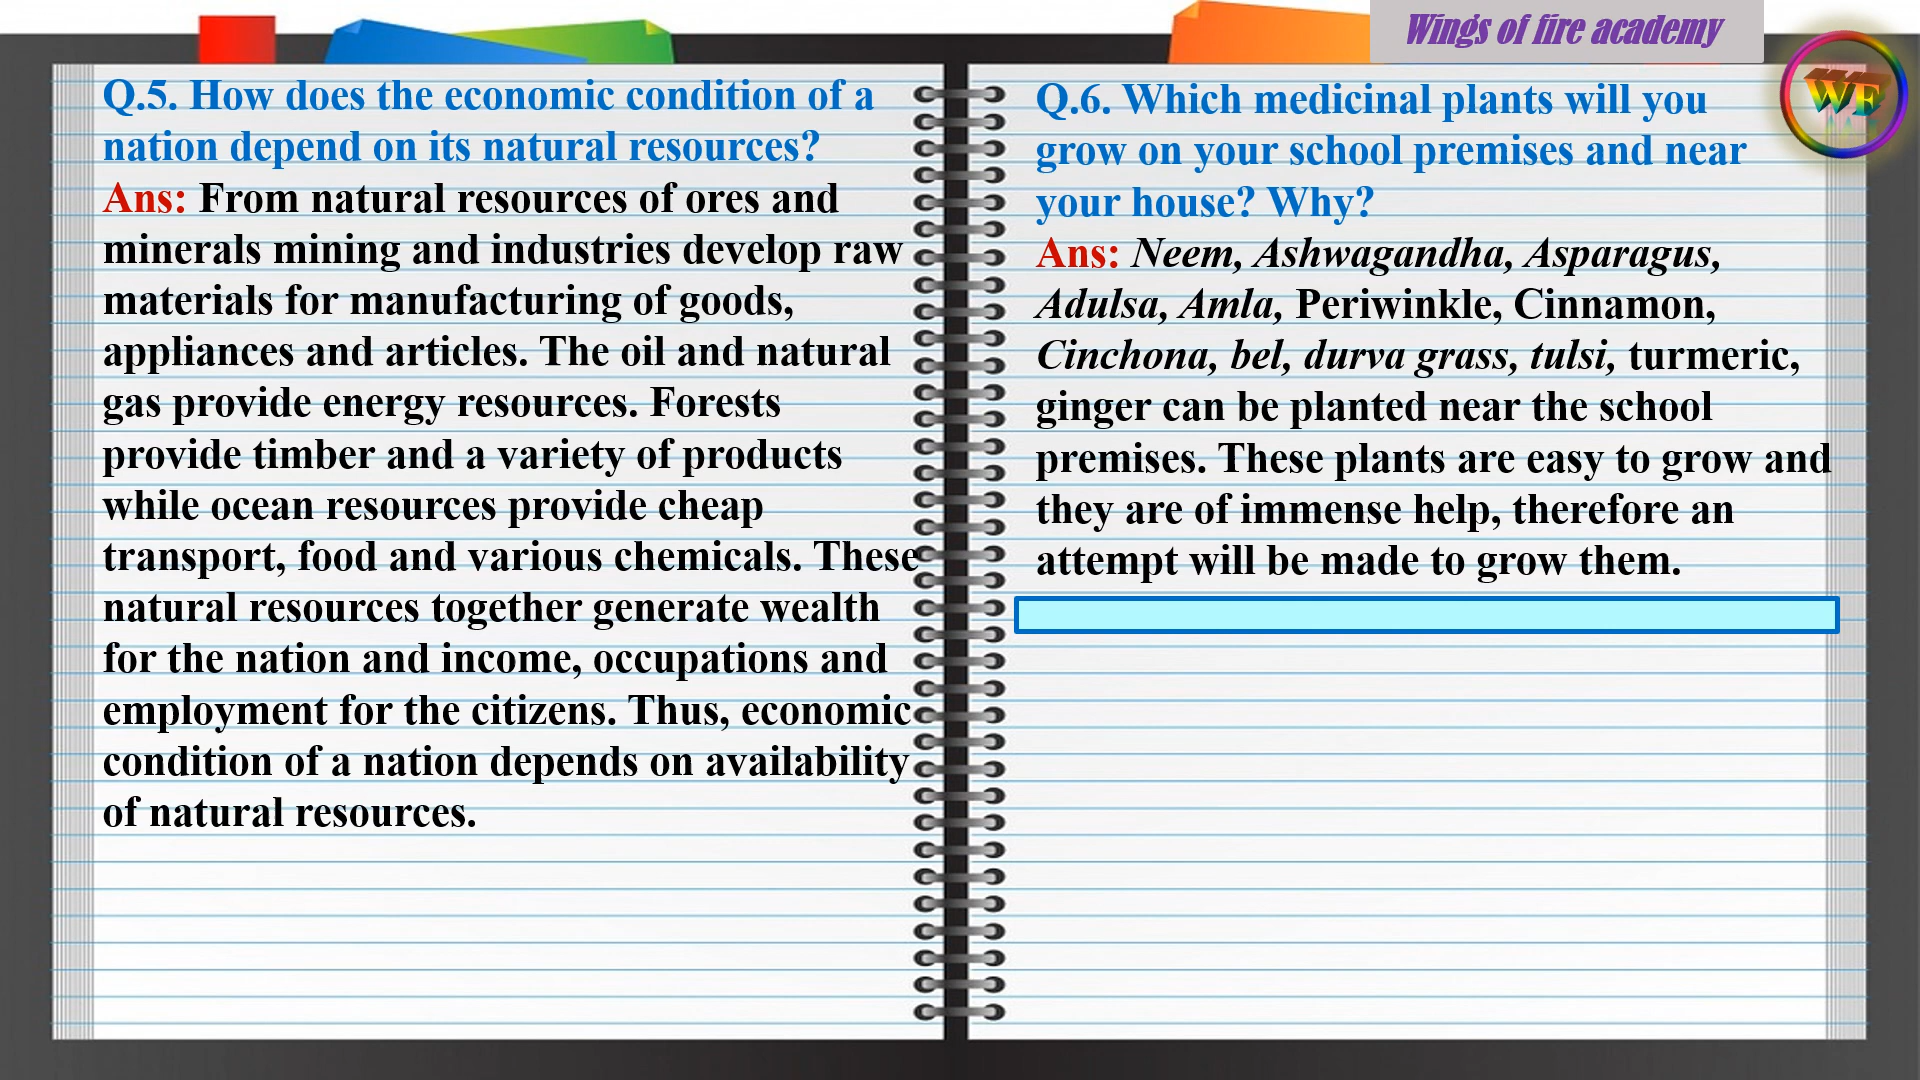 Wings of fire academy
WF
Q.5. How does the economic condition of a
nation depend on its natural resources?
Ans: From natural resources of ores and
minerals mining and industries develop raw
materials for manufacturing of goods,
appliances and articles. The oil and natural
gas provide energy resources. Forests
provide timber and a variety of products
while ocean resources provide cheap
transport, food and various chemicals. These
natural resources together generate wealth
for the nation and income, occupations and
employment for the citizens. Thus, economic
condition of a nation depends on availability
of natural resources.
Q.6. Which medicinal plants will you
grow on your school premises and near
your house? Why?
Ans: Neem, Ashwagandha, Asparagus,
Adulsa, Amla, Periwinkle, Cinnamon,
Cinchona, bel, durva grass, tulsi, turmeric,
ginger can be planted near the school
premises. These plants are easy to grow and
they are of immense help, therefore an
attempt will be made to grow them.